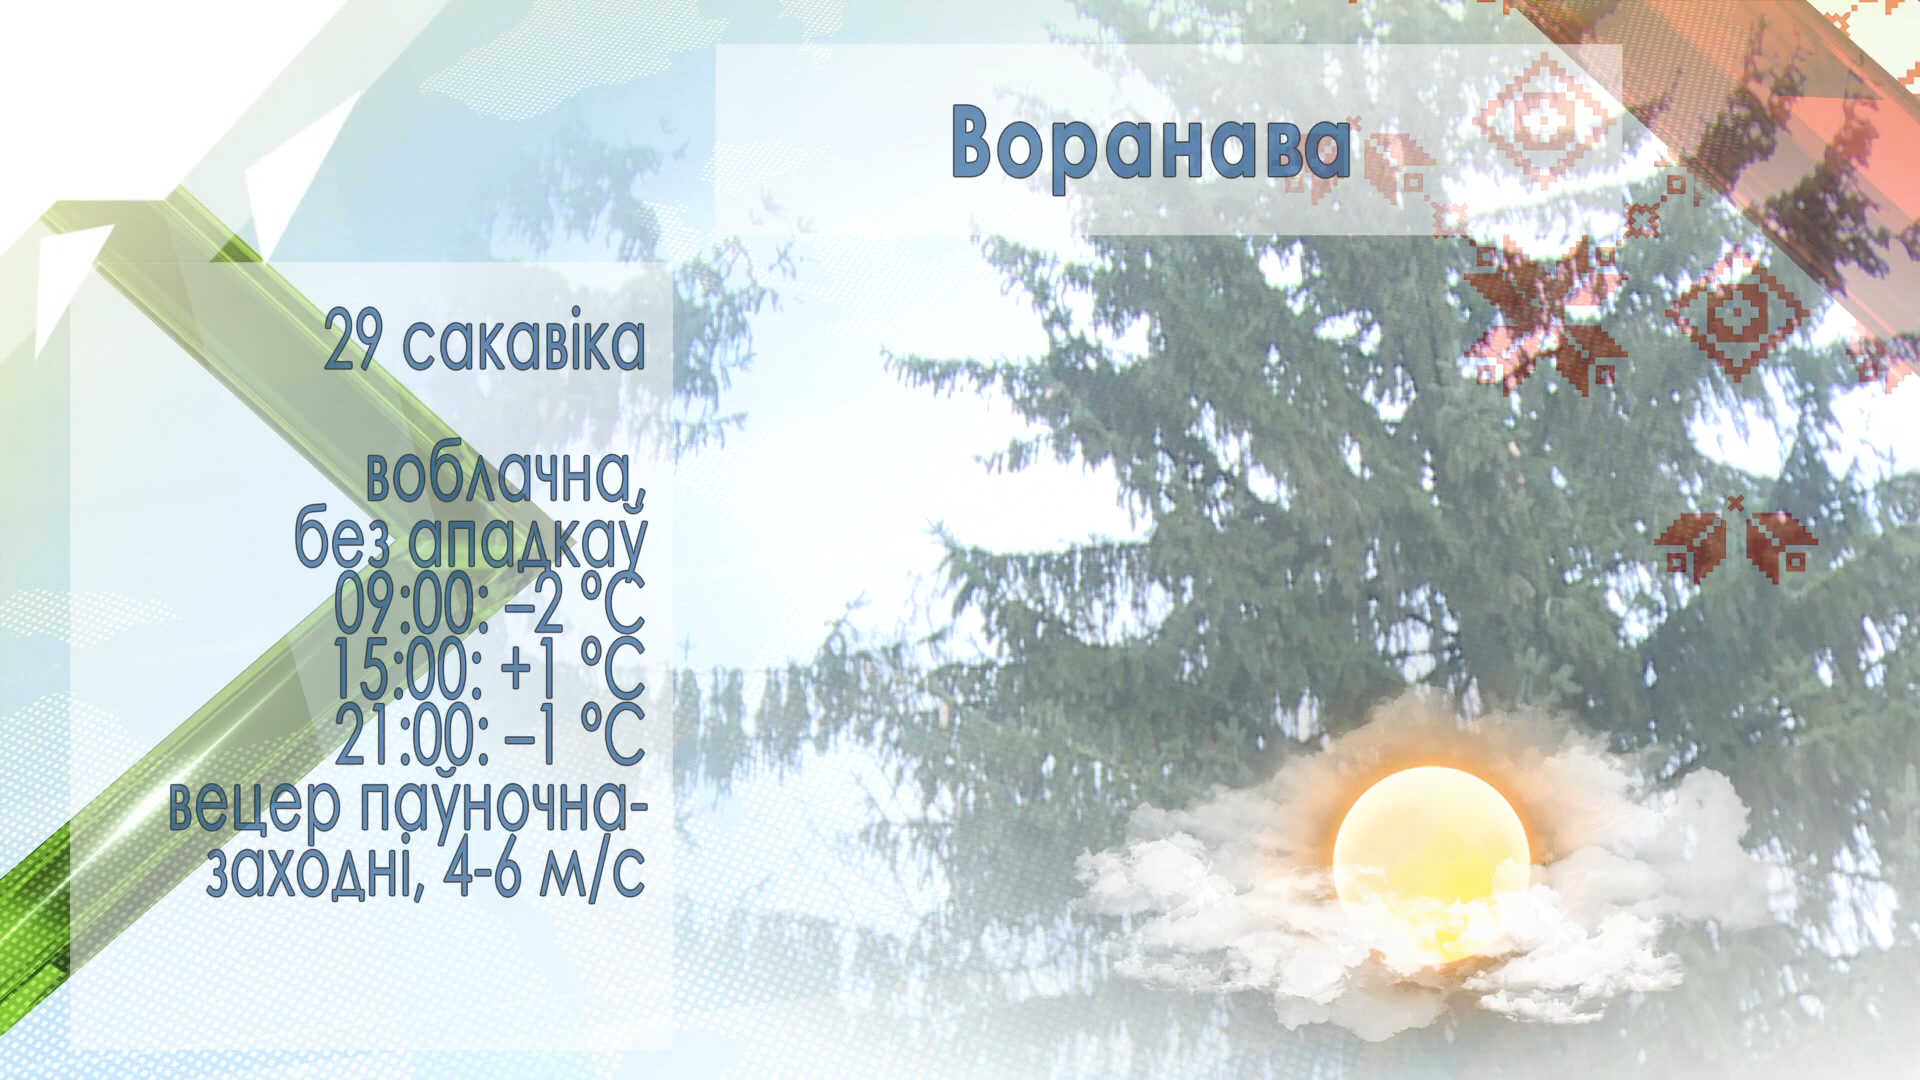 Воранава
29 сакавіка
воблачна,
без ападкаў
09:00: –2 °C
15:00: +1 °C
21:00: –1 °C
вецер паўночна-
заходні, 4-6 м/с